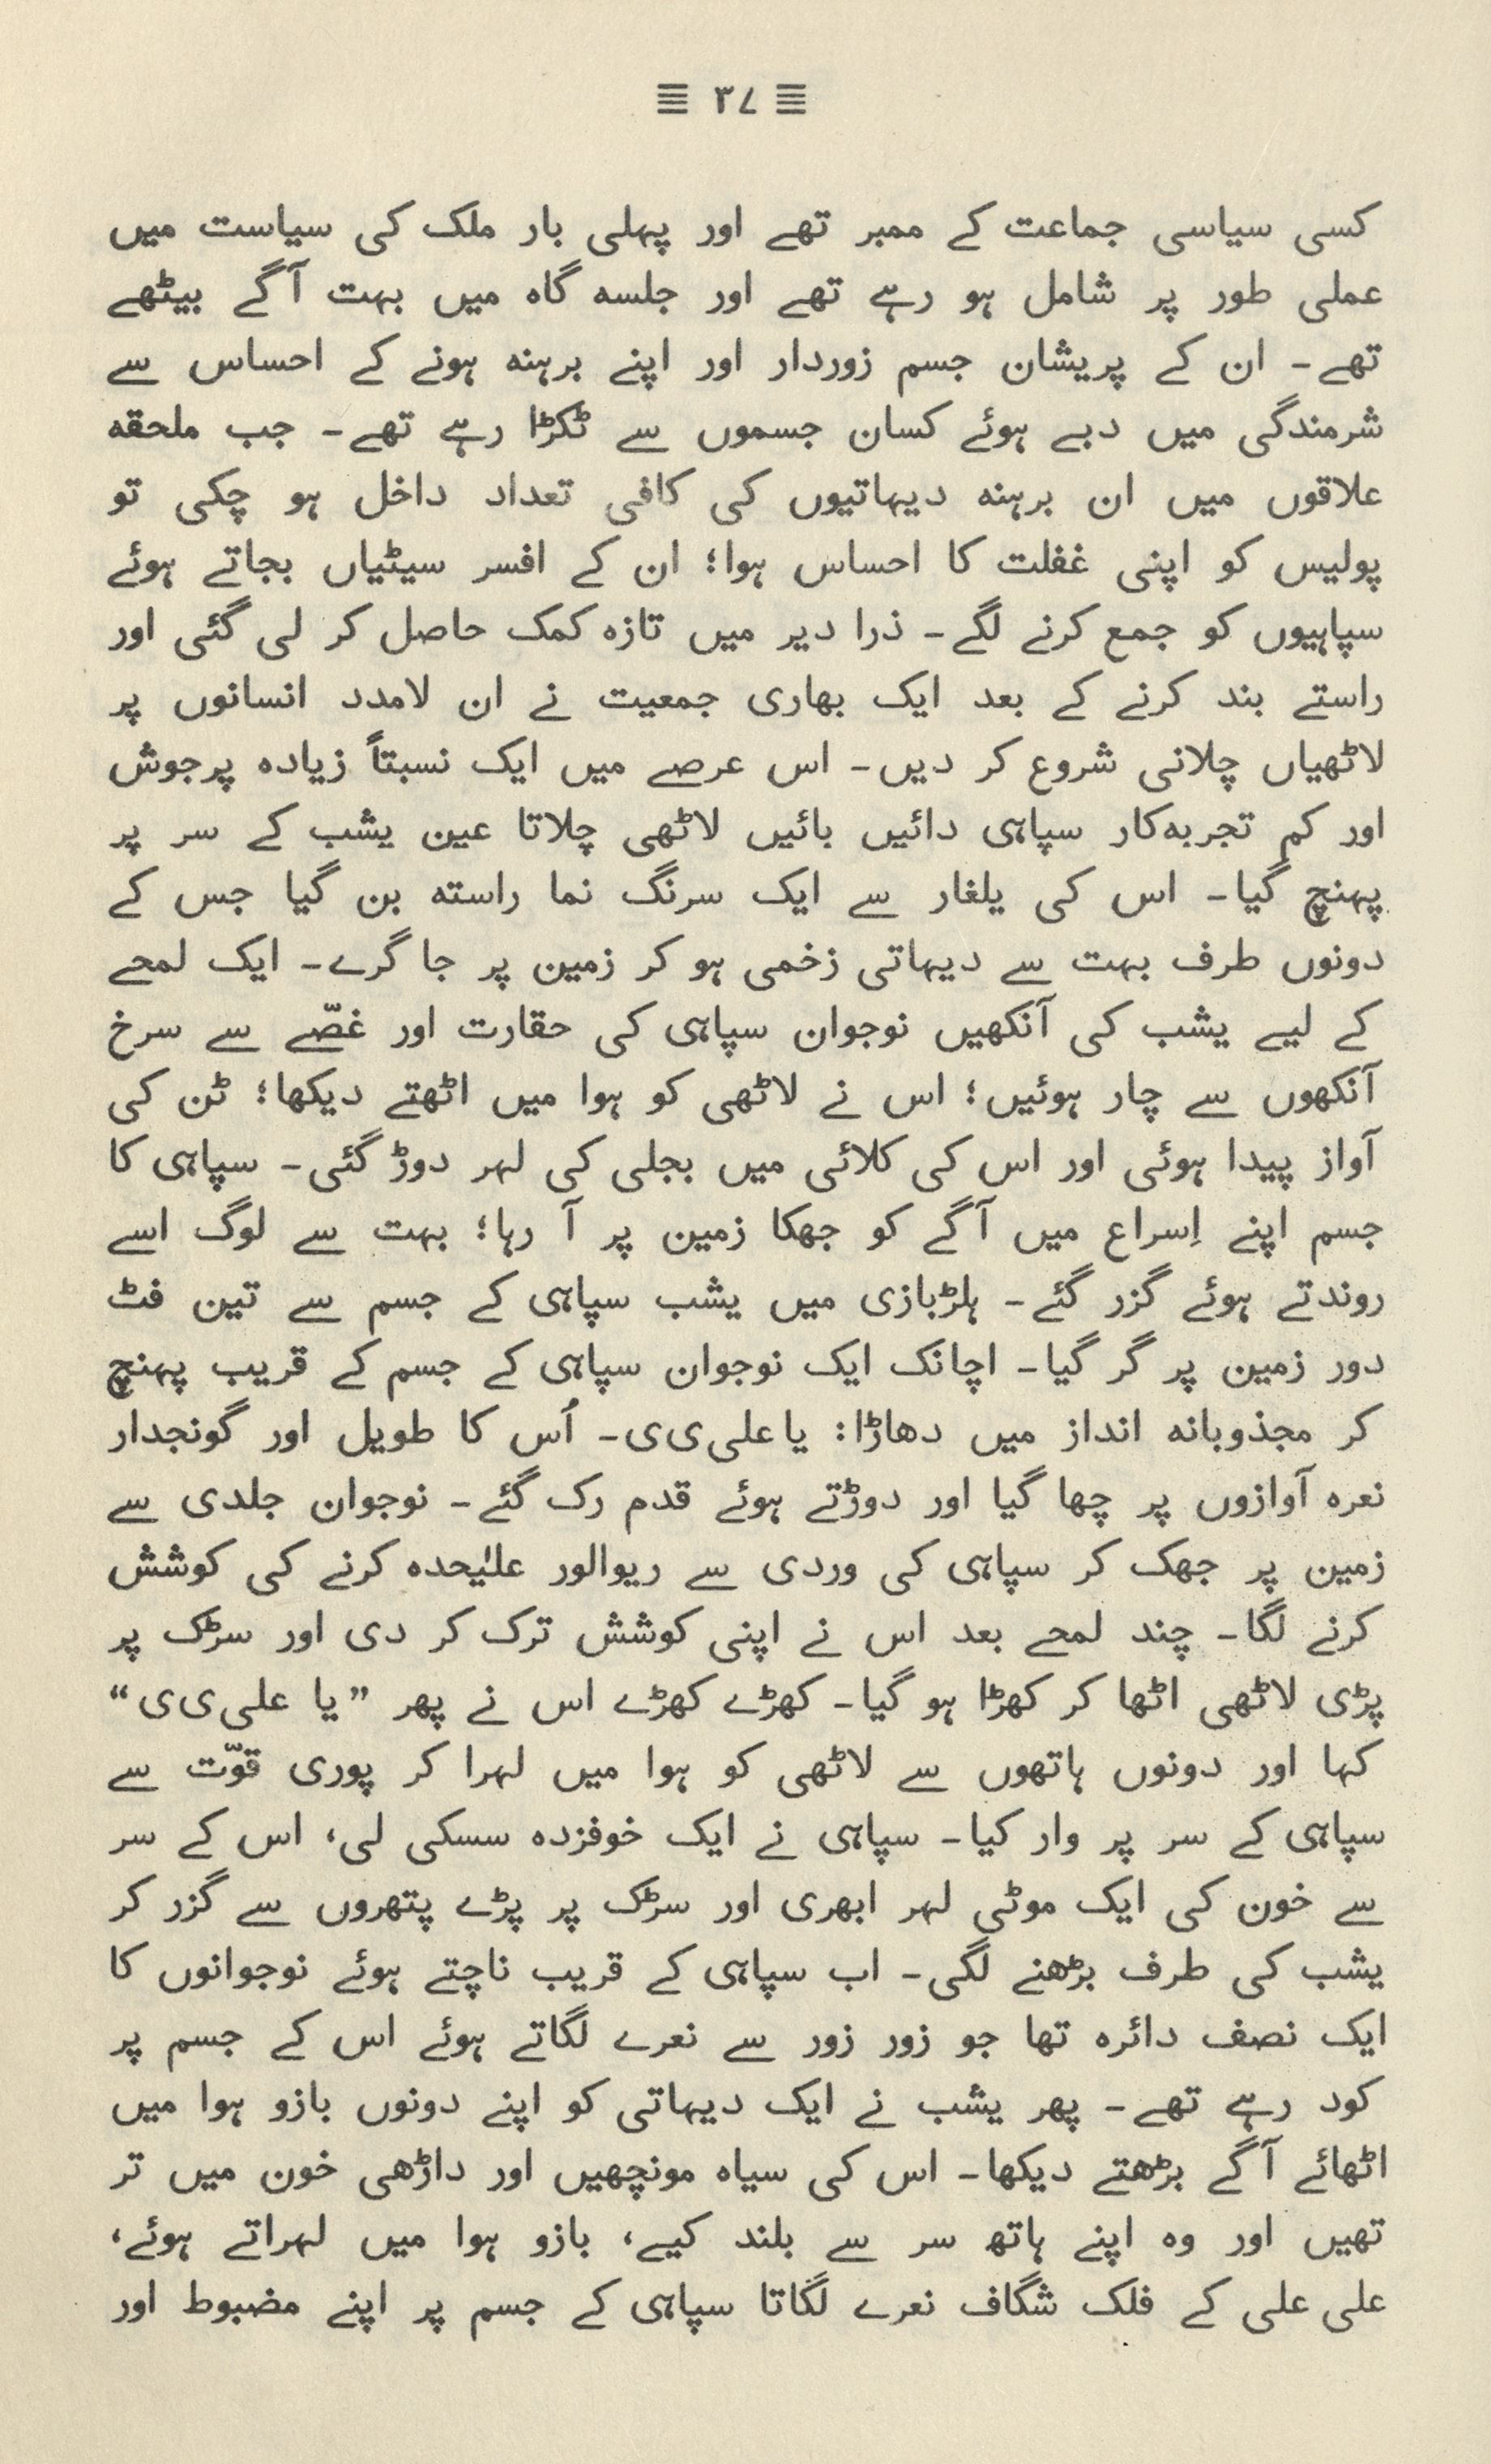 ۳۷
کسی سیاسی جماعت کے ممبر تھے اور پہلی بار ملک کی سیاست میں
عملی طور پر شامل ہو رہے تھے اور جلسہ گاہ میں بہت آگے بیٹھے
تھے۔ ان کے پریشان جسم زوردار اور اپنے برہنہ ہونے کے احساس سے
شرمندگی میں دبے ہوئے کسان جسموں سے ٹکڑا رہے تھے۔ جب ملحقہ
علاقوں میں ان برہنہ دیہاتیوں کی کافی تعداد داخل ہو چکی تو
پولیس کو اپنی غفلت کا احساس ہوا؛ ان کے افسر سیٹیاں بجاتے ہوئے
سپاہیوں کو جمع کرنے لگے۔ ذرا دیر میں تازہ کمک حاصل کر لی گئی اور
راستے بند کرنے کے بعد ایک بھاری جمعیت نے ان لامدد انسانوں پر
لاٹھیاں چلانی شروع کر دیں۔ اس عرصے میں ایک نسبتاً زیادہ پرجوش
اور کم تجربہ‌کار سپاہی دائیں بائیں لاٹھی چلاتا عین یشب کے سر پر
پہنچ گیا۔ اس کی یلغار سے ایک سرنگ نما راستہ بن گیا جس کے
دونوں طرف بہت سے دیہاتی زخمی ہو کر زمین پر جا گرے۔ ایک لمحے
کے لیے یشب کی آنکھیں نوجوان سپاہی کی حقارت اور غصّے سے سرخ
آنکھوں سے چار ہوئیں؛ اس نے لاٹھی کو ہوا میں اٹھتے دیکھا؛ ٹن کی
آواز پیدا ہوئی اور اس کی کلائی میں بجلی کی لہر دوڑ گئی۔ سپاہی کا
جسم اپنے اِسراع میں آگے کو جھکا زمین پر آ رہا؛ بہت سے لوگ اسے
روندتے ہوئے گزر گئے۔ ہلڑبازی میں یشب سپاہی کے جسم سے تین فٹ
دور زمین پر گر گیا۔ اچانک ایک نوجوان سپاہی کے جسم کے قریب پہنچ
کر مجذوبانہ انداز میں دھاڑا: یا علی‌ی‌ی۔ اُس کا طویل اور گونجدار
نعرہ آوازوں پر چھا گیا اور دوڑتے ہوئے قدم رک گئے۔ نوجوان جلدی سے
زمین پر جھک کر سپاہی کی وردی سے ریوالور علیٰحدہ کرنے کی کوشش
کرنے لگا۔ چند لمحے بعد اس نے اپنی کوشش ترک کر دی اور سڑک پر
پڑی لاٹھی اٹھا کر کھڑا ہو گیا۔ کھڑے کھڑے اس نے پھر ”یا علی‌ی‌ی“
کہا اور دونوں ہاتھوں سے لاٹھی کو ہوا میں لہرا کر پوری قوّت سے
سپاہی کے سر پر وار کیا۔ سپاہی نے ایک خوفزدہ سسکی لی، اس کے سر
سے خون کی ایک موٹی لہر ابھری اور سڑک پر پڑے پتھروں سے گزر کر
یشب کی طرف بڑھنے لگی۔ اب سپاہی کے قریب ناچتے ہوئے نوجوانوں کا
ایک نصف دائرہ تھا جو زور زور سے نعرے لگاتے ہوئے اس کے جسم پر
کود رہے تھے۔ پھر یشب نے ایک دیہاتی کو اپنے دونوں بازو ہوا میں
اٹھائے آگے بڑھتے دیکھا۔ اس کی سیاہ مونچھیں اور داڑھی خون میں تر
تھیں اور وہ اپنے ہاتھ سر سے بلند کیے، بازو ہوا میں لہراتے ہوئے،
علی علی کے فلک شگاف نعرے لگاتا سپاہی کے جسم پر اپنے مضبوط اور